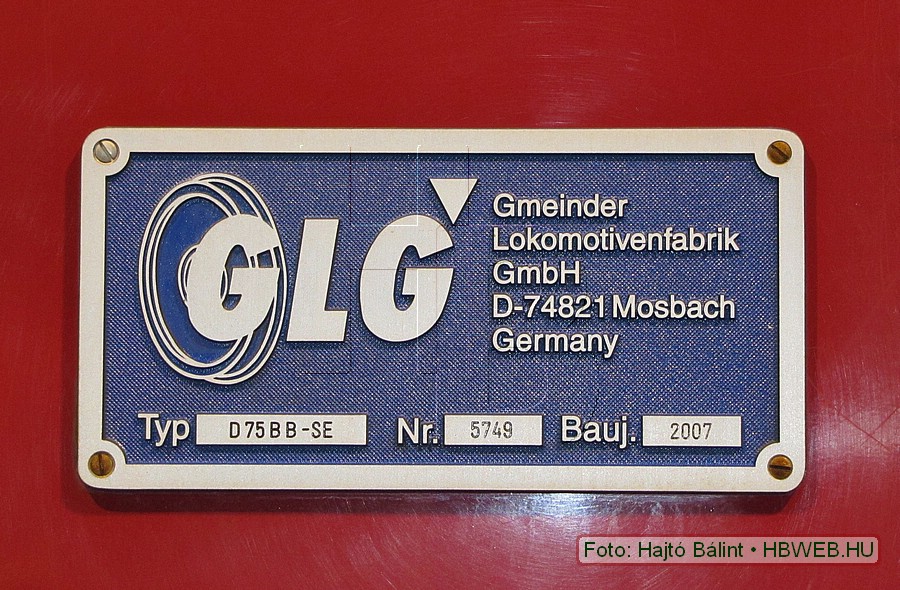 GLG
Gmeinder
Lokomotivenfabrik
GmbH
D-74821 Mosbach
Germany
Typ D75BB-SE Nr. 5749 Bauj. 2007
Foto: Hajtó Bálint • HBWEB.HU